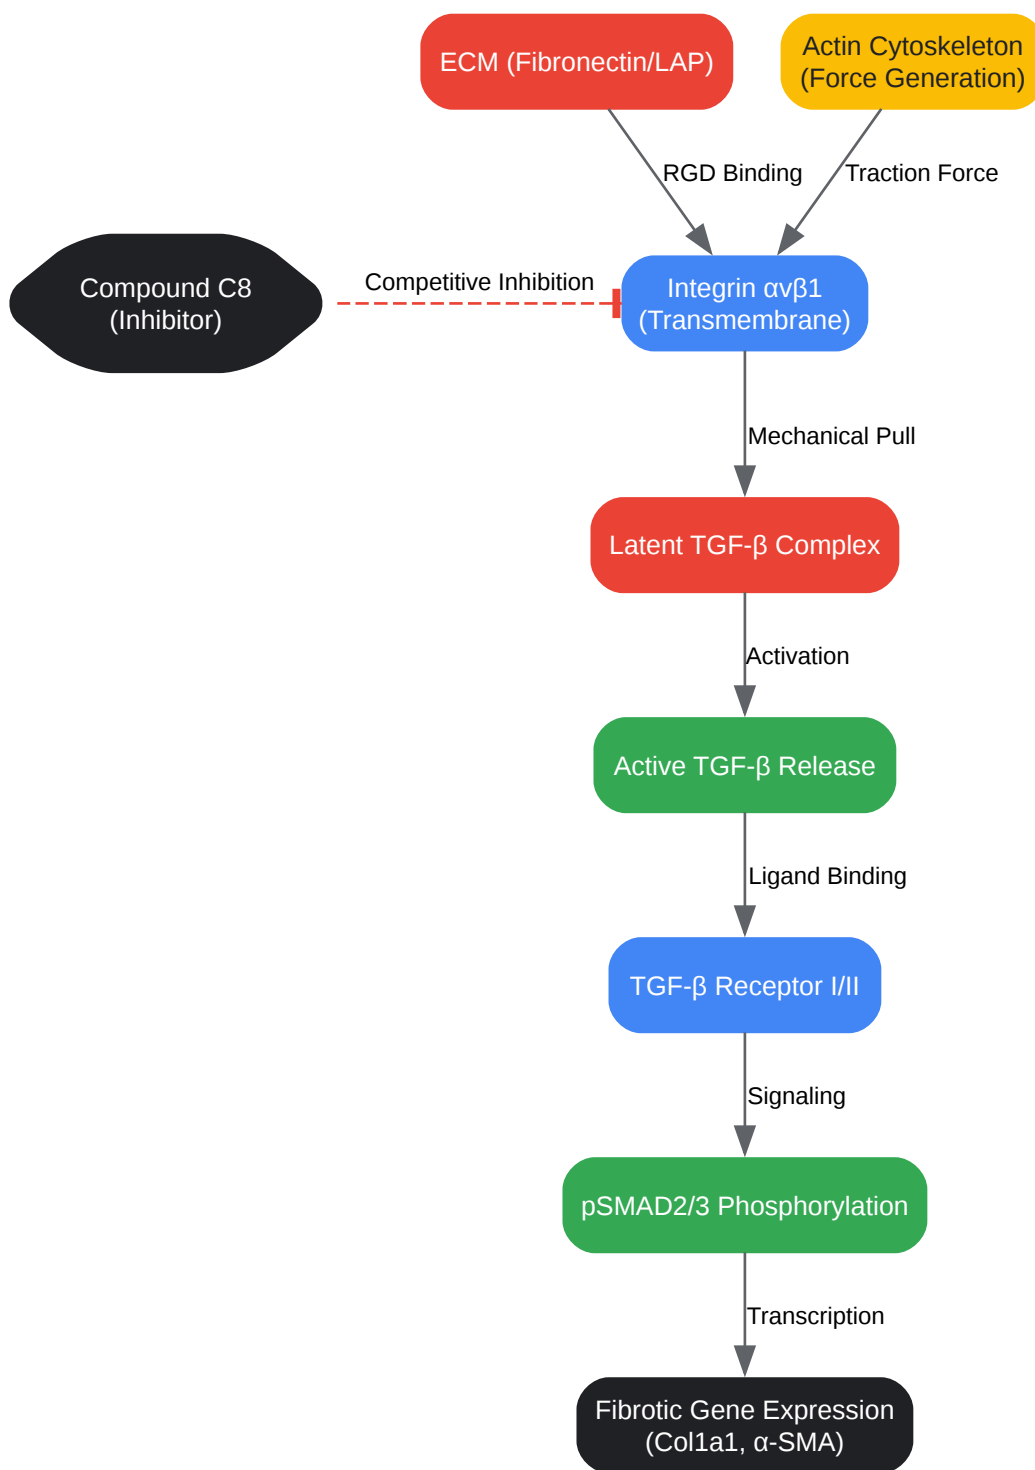 ECM (Fibronectin/LAP)
Actin Cytoskeleton
(Force Generation)
RGD Binding
Traction Force
Compound C8
(Inhibitor)
Competitive Inhibition
Integrin αvβ1
(Transmembrane)
Mechanical Pull
Latent TGF-β Complex
Activation
Active TGF-β Release
Ligand Binding
TGF-β Receptor I/II
Signaling
pSMAD2/3 Phosphorylation
Transcription
Fibrotic Gene Expression
(Col1a1, α-SMA)